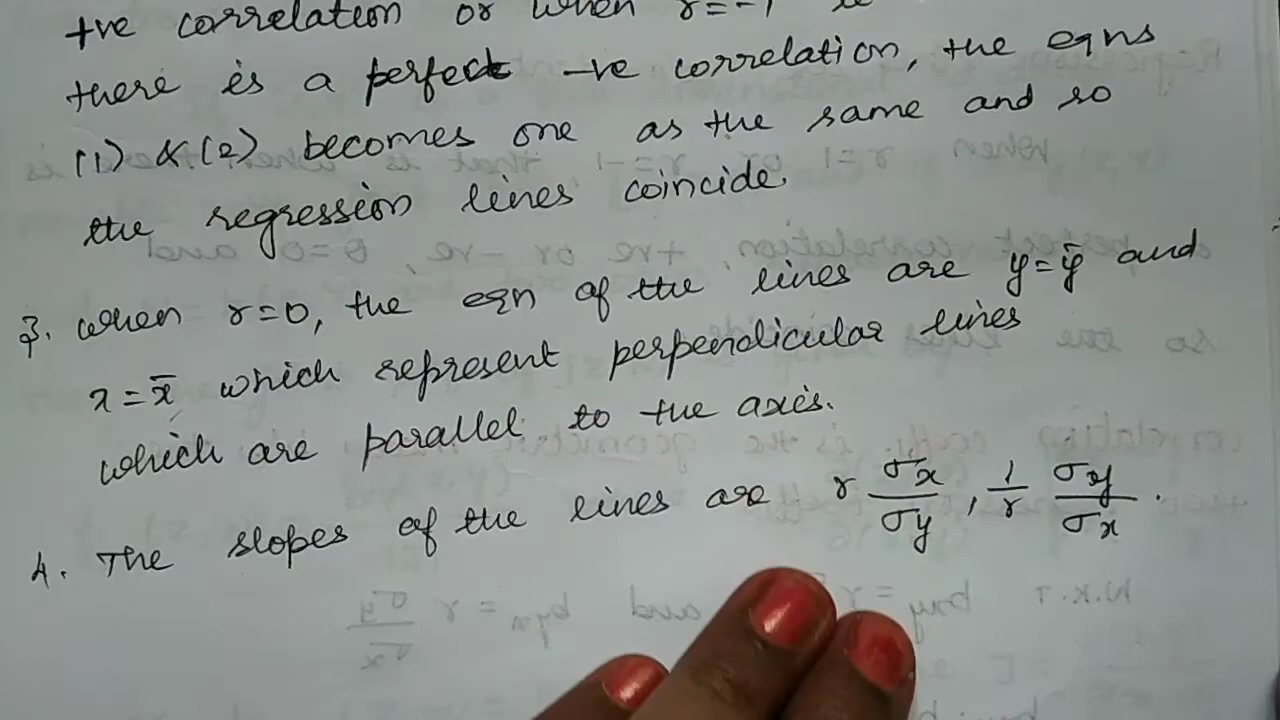 +ve correlation or when r=-1
there is a perfect -ve correlation, the eqns
(1) & (2) becomes one as the same and so
the regression lines coincide.
3. when r=0, the eqn of the lines are y=ȳ and
x=x̄ which represent perpendicular lines
which are parallel to the axis.
4. The slopes of the lines are r σx/σy, 1/r σy/σx.